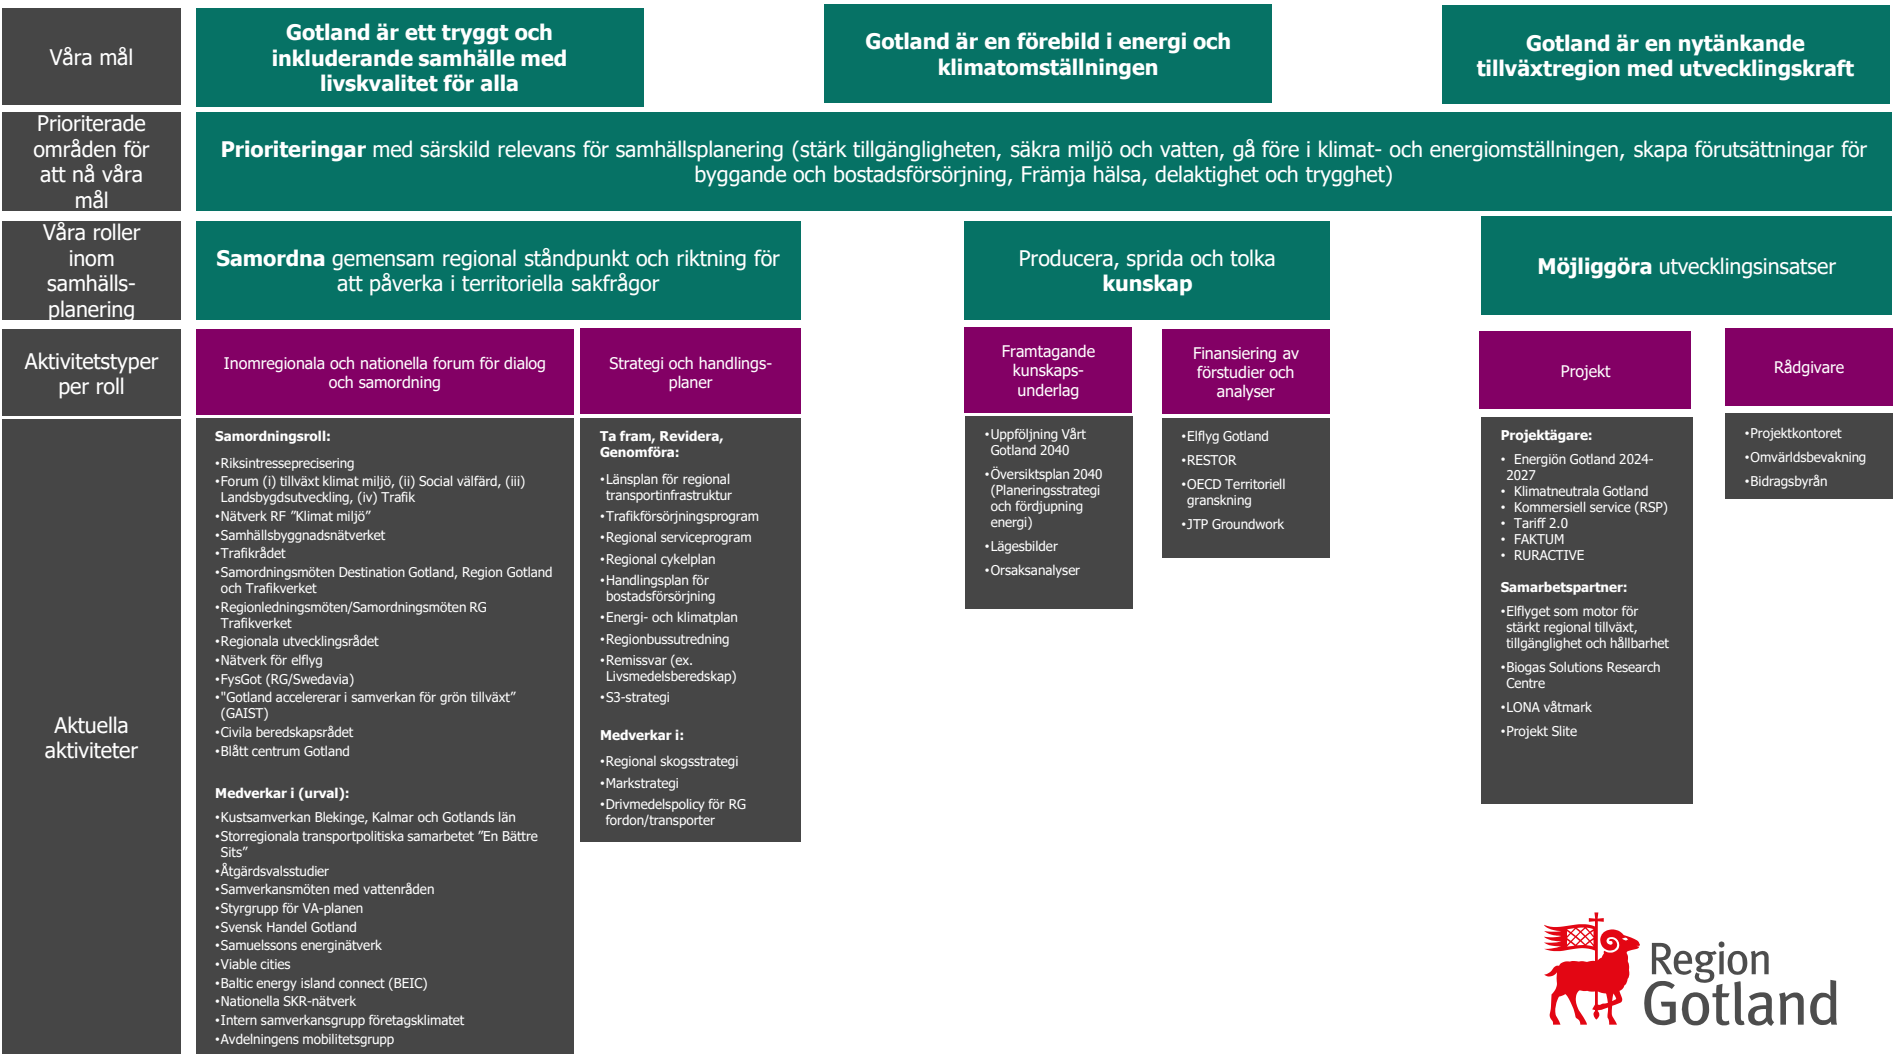 Våra mål
Gotland är ett tryggt och
inkluderande samhälle med
livskvalitet för alla
Gotland är en förebild i energi och
klimatomställningen
Gotland är en nytänkande
tillväxtregion med utvecklingskraft
Prioriterade
områden för
att nå våra
mål
Prioriteringar med särskild relevans för samhällsplanering (stärk tillgängligheten, säkra miljö och vatten, gå före i klimat- och energiomställningen, skapa förutsättningar för
byggande och bostadsförsörjning, Främja hälsa, delaktighet och trygghet)
Våra roller
inom
samhälls-
planering
Samordna gemensam regional ståndpunkt och riktning för
att påverka i territoriella sakfrågor
Producera, sprida och tolka
kunskap
Möjliggöra utvecklingsinsatser
Aktivitetstyper
per roll
Inomregionala och nationella forum för dialog
och samordning
Strategi och handlings-
planer
Framtagande
kunskaps-
underlag
Finansiering av
förstudier och
analyser
Projekt
Rådgivare
Aktuella
aktiviteter
Samordningsroll:
•Riksintresseprecisering
•Forum (i) tillväxt klimat miljö, (ii) Social välfärd, (iii)
Landsbygdsutveckling, (iv) Trafik
•Nätverk RF ”Klimat miljö”
•Samhällsbyggnadsnätverket
•Trafikrådet
•Samordningsmöten Destination Gotland, Region Gotland
och Trafikverket
•Regionledningsmöten/Samordningsmöten RG
Trafikverket
•Regionala utvecklingsrådet
•Nätverk för elflyg
•FysGot (RG/Swedavia)
•"Gotland accelererar i samverkan för grön tillväxt”
(GAIST)
•Civila beredskapsrådet
•Blått centrum Gotland
Medverkar i (urval):
•Kustsamverkan Blekinge, Kalmar och Gotlands län
•Storregionala transportpolitiska samarbetet ”En Bättre
Sits”
•Åtgärdsvalsstudier
•Samverkansmöten med vattenråden
•Styrgrupp för VA-planen
•Svensk Handel Gotland
•Samuelssons energinätverk
•Viable cities
•Baltic energy island connect (BEIC)
•Nationella SKR-nätverk
•Intern samverkansgrupp företagsklimatet
•Avdelningens mobilitetsgrupp
Ta fram, Revidera,
Genomföra:
•Länsplan för regional
transportinfrastruktur
•Trafikförsörjningsprogram
•Regional serviceprogram
•Regional cykelplan
•Handlingsplan för
bostadsförsörjning
•Energi- och klimatplan
•Regionbussutredning
•Remissvar (ex.
Livsmedelsberedskap)
•S3-strategi
Medverkar i:
•Regional skogsstrategi
•Markstrategi
•Drivmedelspolicy för RG
fordon/transporter
•Uppföljning Vårt
Gotland 2040
•Översiktsplan 2040
(Planeringsstrategi
och fördjupning
energi)
•Lägesbilder
•Orsaksanalyser
•Elflyg Gotland
•RESTOR
•OECD Territoriell
granskning
•JTP Groundwork
Projektägare:
• Energiön Gotland 2024-
2027
• Klimatneutrala Gotland
• Kommersiell service (RSP)
• Tariff 2.0
• FAKTUM
• RURACTIVE
Samarbetspartner:
•Elflyget som motor för
stärkt regional tillväxt,
tillgänglighet och hållbarhet
•Biogas Solutions Research
Centre
•LONA våtmark
•Projekt Slite
•Projektkontoret
•Omvärldsbevakning
•Bidragsbyrån
Region
Gotland